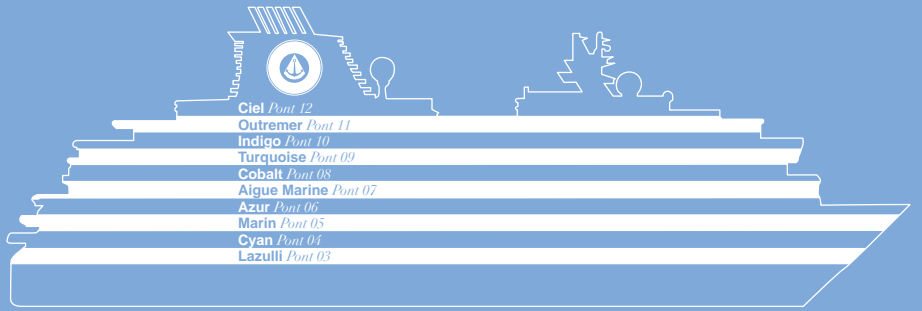 Ciel Pont 12
Outremer Pont 11
Indigo Pont 10
Turquoise Pont 09
Cobalt Pont 08
Aigue Marine Pont 07
Azur Pont 06
Marin Pont 05
Cyan Pont 04
Lazulli Pont 03